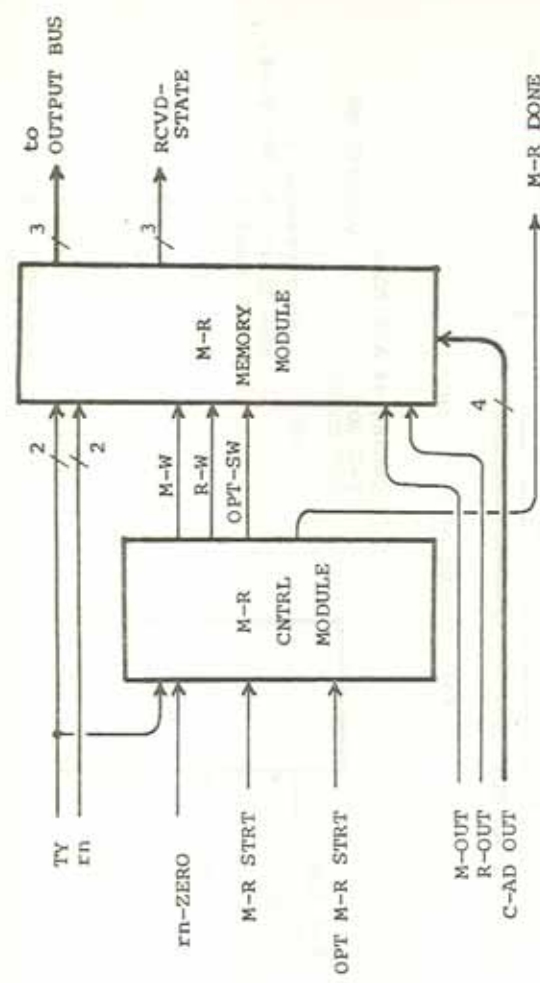 TY
rn
rn-ZERO
M-R STRT
OPT M-R STRT
M-OUT
R-OUT
C-AD OUT
M-R
CNTRL
MODULE
2
2
M-W
R-W
OPT-SW
4
M-R
MEMORY
MODULE
3
to
OUTPUT BUS
3
RCVD-
STATE
M-R DONE